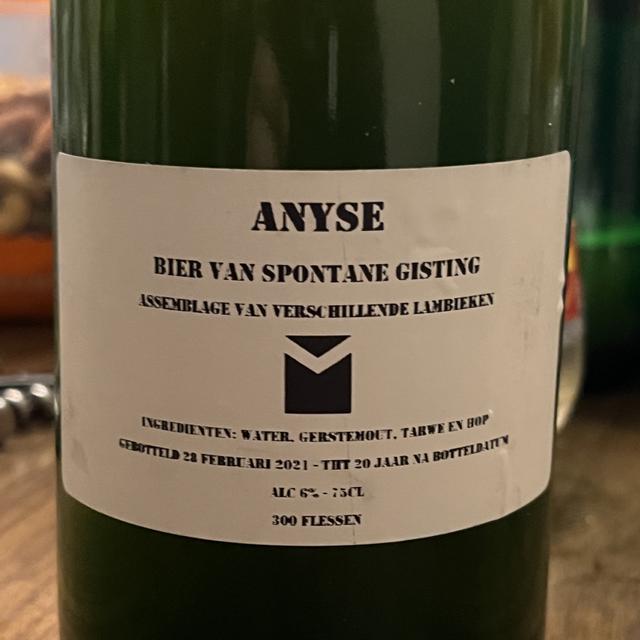 ANYSE
BIER VAN SPONTANE GISTING
ASSEMBLAGE VAN VERSCHILLENDE LAMBIEKEN
INGREDIENTEN: WATER, GERSTEMOUT, TARWE EN HOP
GEBOTTELD 28 FEBRUARI 2021 - THT 20 JAAR NA BOTTELDATUM
ALC 6% - 75CL
300 FLESSEN